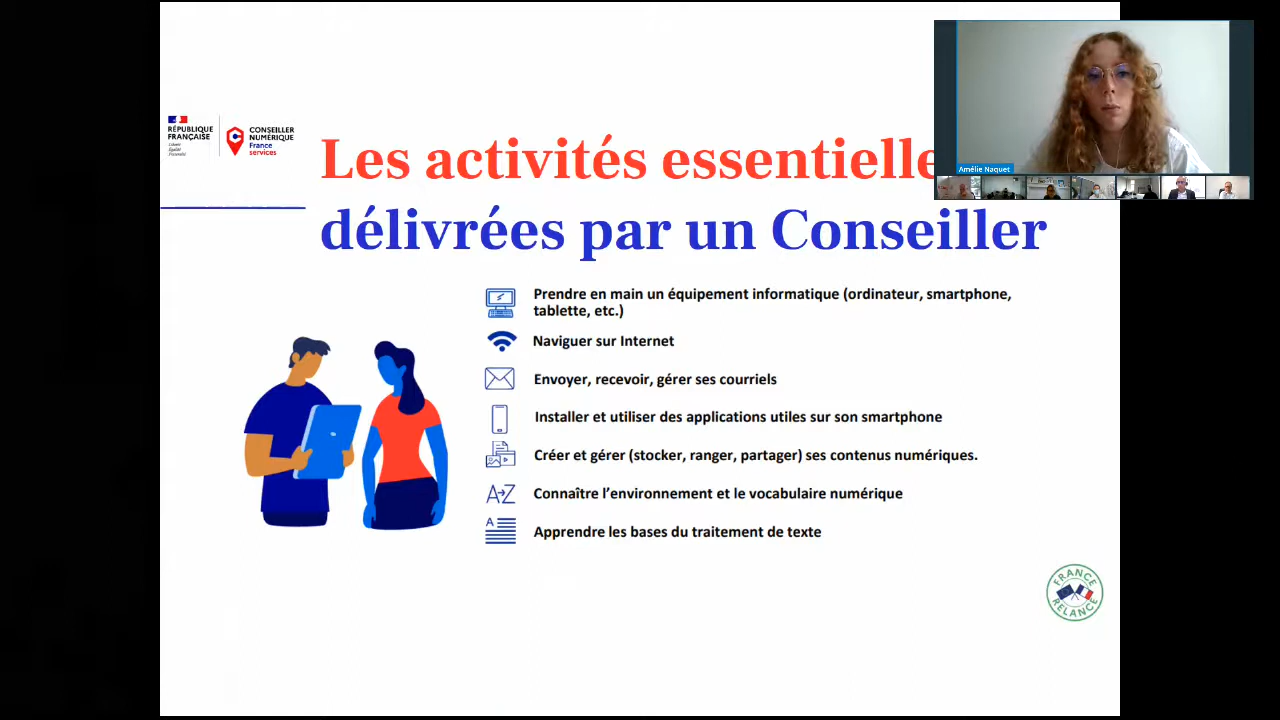 RÉPUBLIQUE
FRANÇAISE
Liberté
Égalité
Fraternité
CONSEILLER
NUMÉRIQUE
France
services
Les activités essentielle
délivrées par un Conseiller
Amélie Naquet
Prendre en main un équipement informatique (ordinateur, smartphone,
tablette, etc.)
Naviguer sur Internet
Envoyer, recevoir, gérer ses courriels
Installer et utiliser des applications utiles sur son smartphone
Créer et gérer (stocker, ranger, partager) ses contenus numériques.
A→Z
Connaître l'environnement et le vocabulaire numérique
A
Apprendre les bases du traitement de texte
FRANCE
RELANCE